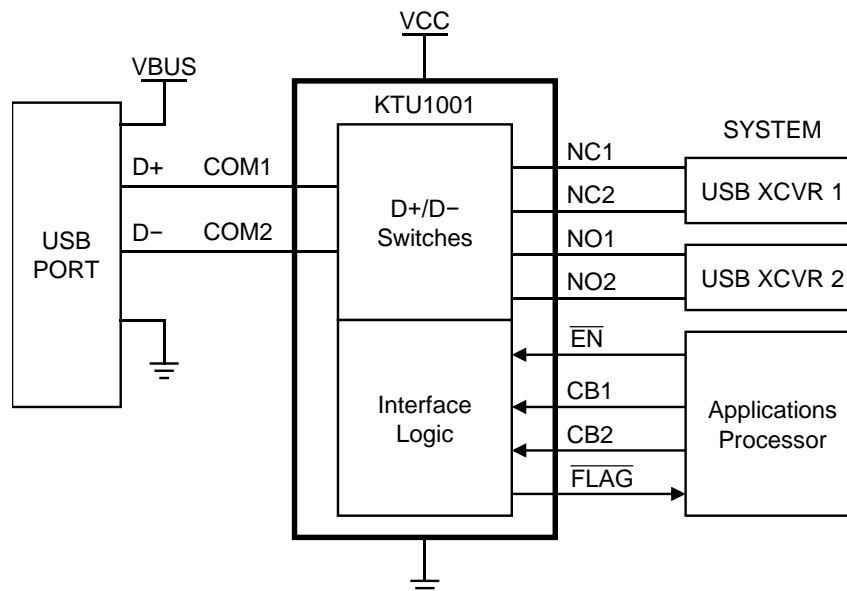 VCC
VBUS
KTU1001
SYSTEM
D+ COM1
D− COM2
USB
PORT
D+/D−
Switches
NC1
NC2
NO1
NO2
USB XCVR 1
USB XCVR 2
Interface
Logic
EN
CB1
CB2
FLAG
Applications
Processor